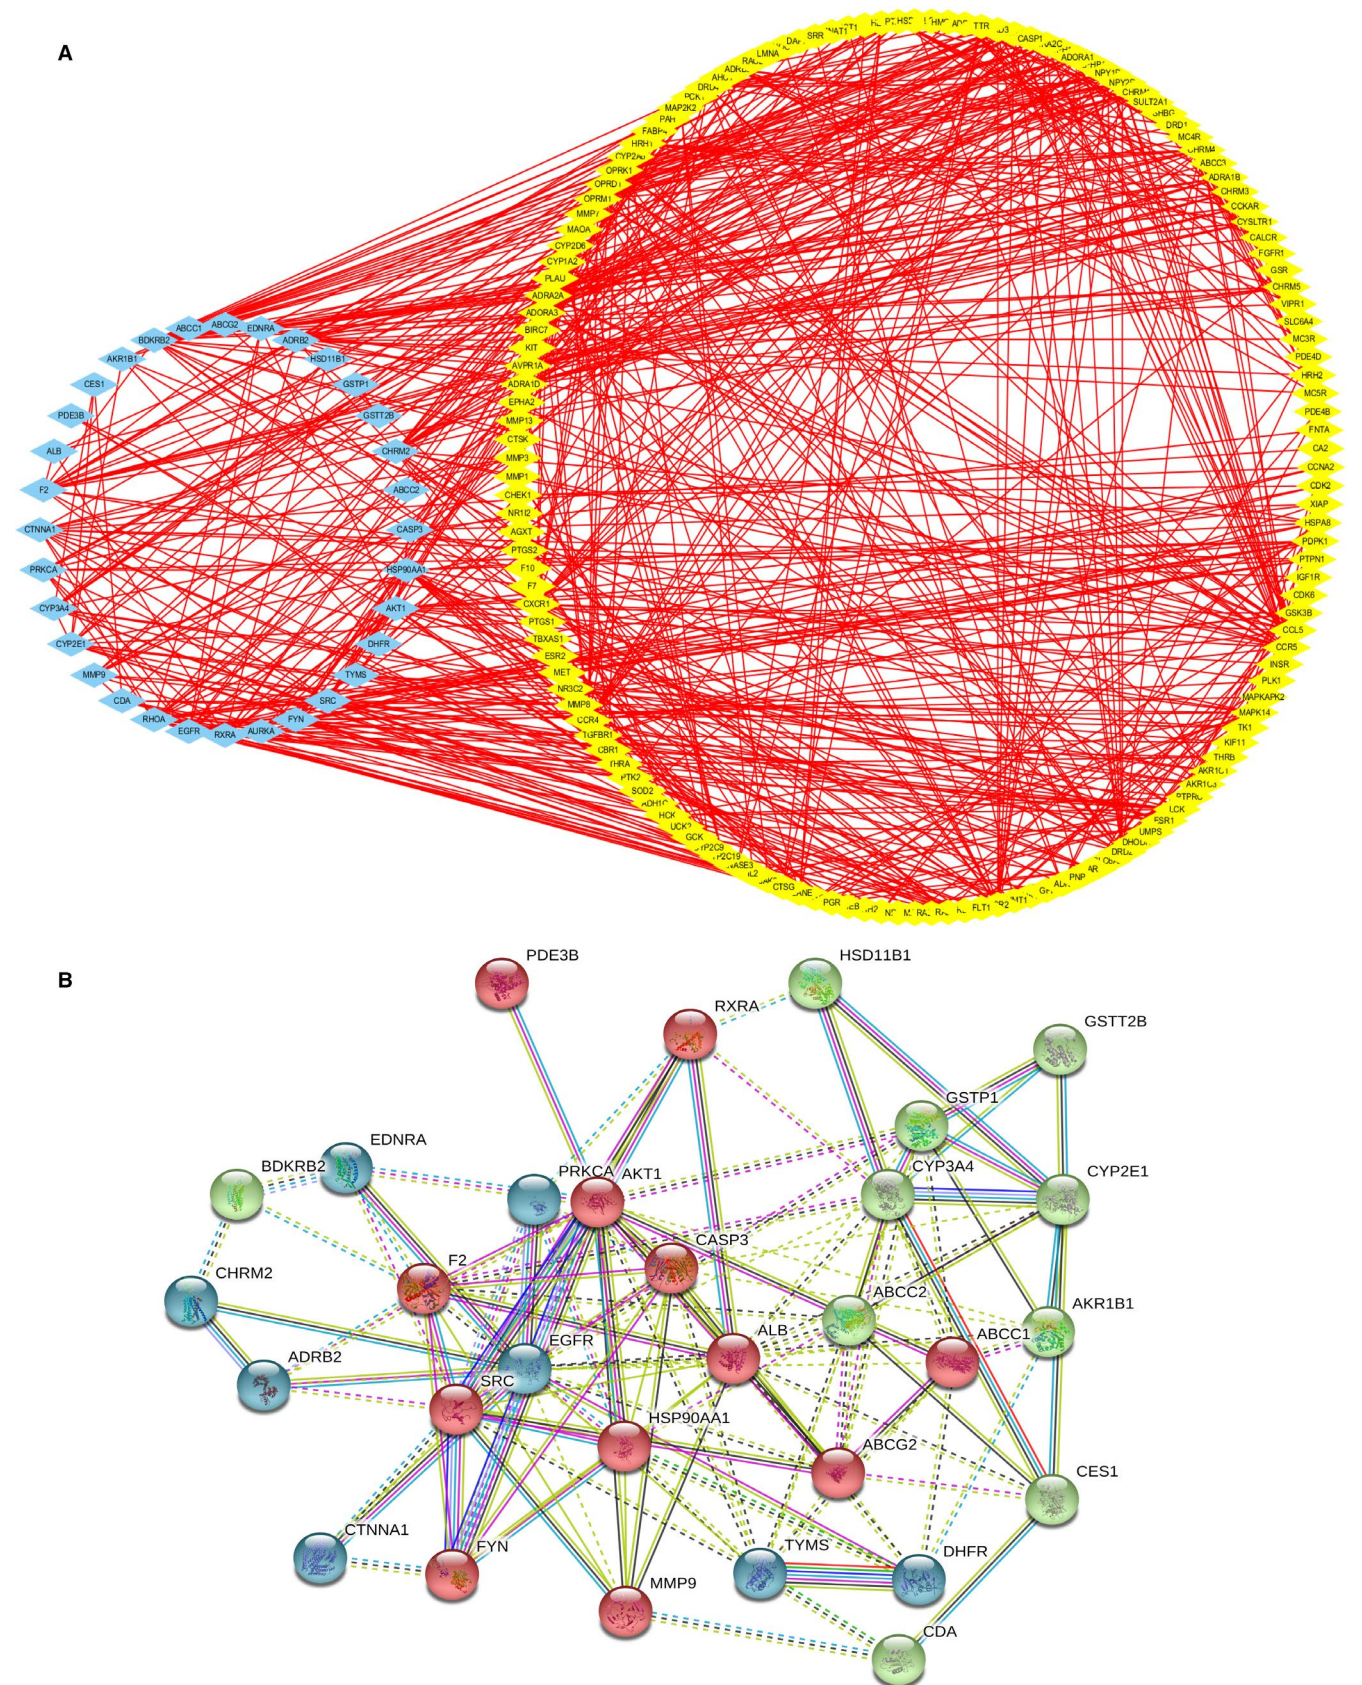 A
LMNA
SRR
TTR
CASP1
ADORA1
SULT2A1
DRD1
MC4R
CHRM4
ABCC3
ADRA1B
CHRM3
CCKAR
CYSLTR1
CALCR
FGFR1
GSR
CHRM5
VIPR1
SLC6A4
MC3R
PDE4D
HRH2
MC5R
PDE4B
FNTA
CA2
CCNA2
CDK2
XIAP
HSPA8
PDPK1
PTPN1
IGF1R
CDK6
GSK3B
CCL5
CCR5
INSR
PLK1
MAPKAPK2
MAPK14
TK1
KIF11
THRB
AKR1C1
AKR1C3
LCK
ESR1
UMPS
PNP
FLT1
PGR
CTSG
GCK
UCK2
HCK
ADH1C
SOD2
PTK2
THRA
CBR1
TGFBR1
CCR4
MMP8
NR3C2
MET
ESR2
TBXAS1
PTGS1
CXCR1
F7
F10
PTGS2
AGXT
NR1I2
CHEK1
MMP1
MMP3
CTSK
MMP13
EPHA2
ADRA1D
AVPR1A
KIT
BIRC7
ADORA3
ADRA2A
PLAU
CYP1A2
CYP2D6
MAOA
MMP7
OPRM1
OPRD1
OPRK1
CYP2A6
HRH1
FABP4
PAH
MAP2K2
ABCC1
ABCG2
EDNRA
ADRB2
HSD11B1
GSTP1
GSTT2B
CHRM2
ABCC2
CASP3
HSP90AA1
AKT1
DHFR
TYMS
SRC
FYN
AURKA
RXRA
EGFR
RHOA
CDA
MMP9
CYP2E1
CYP3A4
PRKCA
CTNNA1
F2
ALB
PDE3B
CES1
AKR1B1
BDKRB2
B
PDE3B
HSD11B1
RXRA
GSTT2B
GSTP1
EDNRA
BDKRB2
PRKCA
AKT1
CYP3A4
CYP2E1
CASP3
F2
CHRM2
ABCC2
AKR1B1
ALB
ABCC1
EGFR
ADRB2
SRC
HSP90AA1
ABCG2
CES1
CTNNA1
FYN
TYMS
DHFR
MMP9
CDA